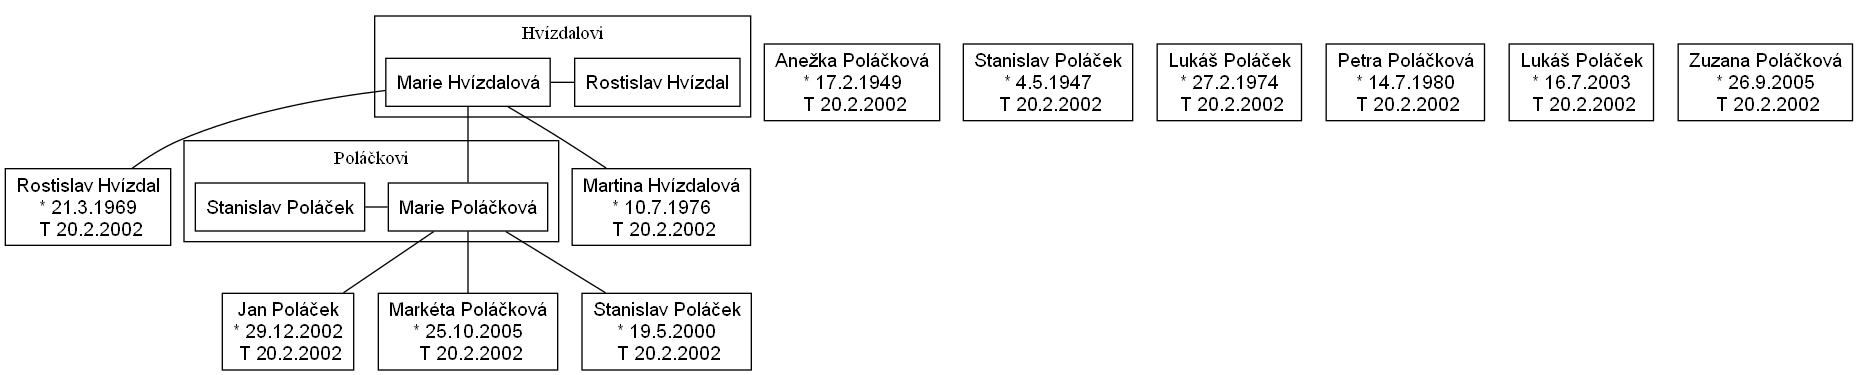 Hvízdalovi
Marie Hvízdalová
Rostislav Hvízdal
Anežka Poláčková
* 17.2.1949
T 20.2.2002
Stanislav Poláček
* 4.5.1947
T 20.2.2002
Lukáš Poláček
* 27.2.1974
T 20.2.2002
Petra Poláčková
* 14.7.1980
T 20.2.2002
Lukáš Poláček
* 16.7.2003
T 20.2.2002
Zuzana Poláčková
* 26.9.2005
T 20.2.2002
Rostislav Hvízdal
* 21.3.1969
T 20.2.2002
Poláčkovi
Stanislav Poláček
Marie Poláčková
Martina Hvízdalová
* 10.7.1976
T 20.2.2002
Jan Poláček
* 29.12.2002
T 20.2.2002
Markéta Poláčková
* 25.10.2005
T 20.2.2002
Stanislav Poláček
* 19.5.2000
T 20.2.2002